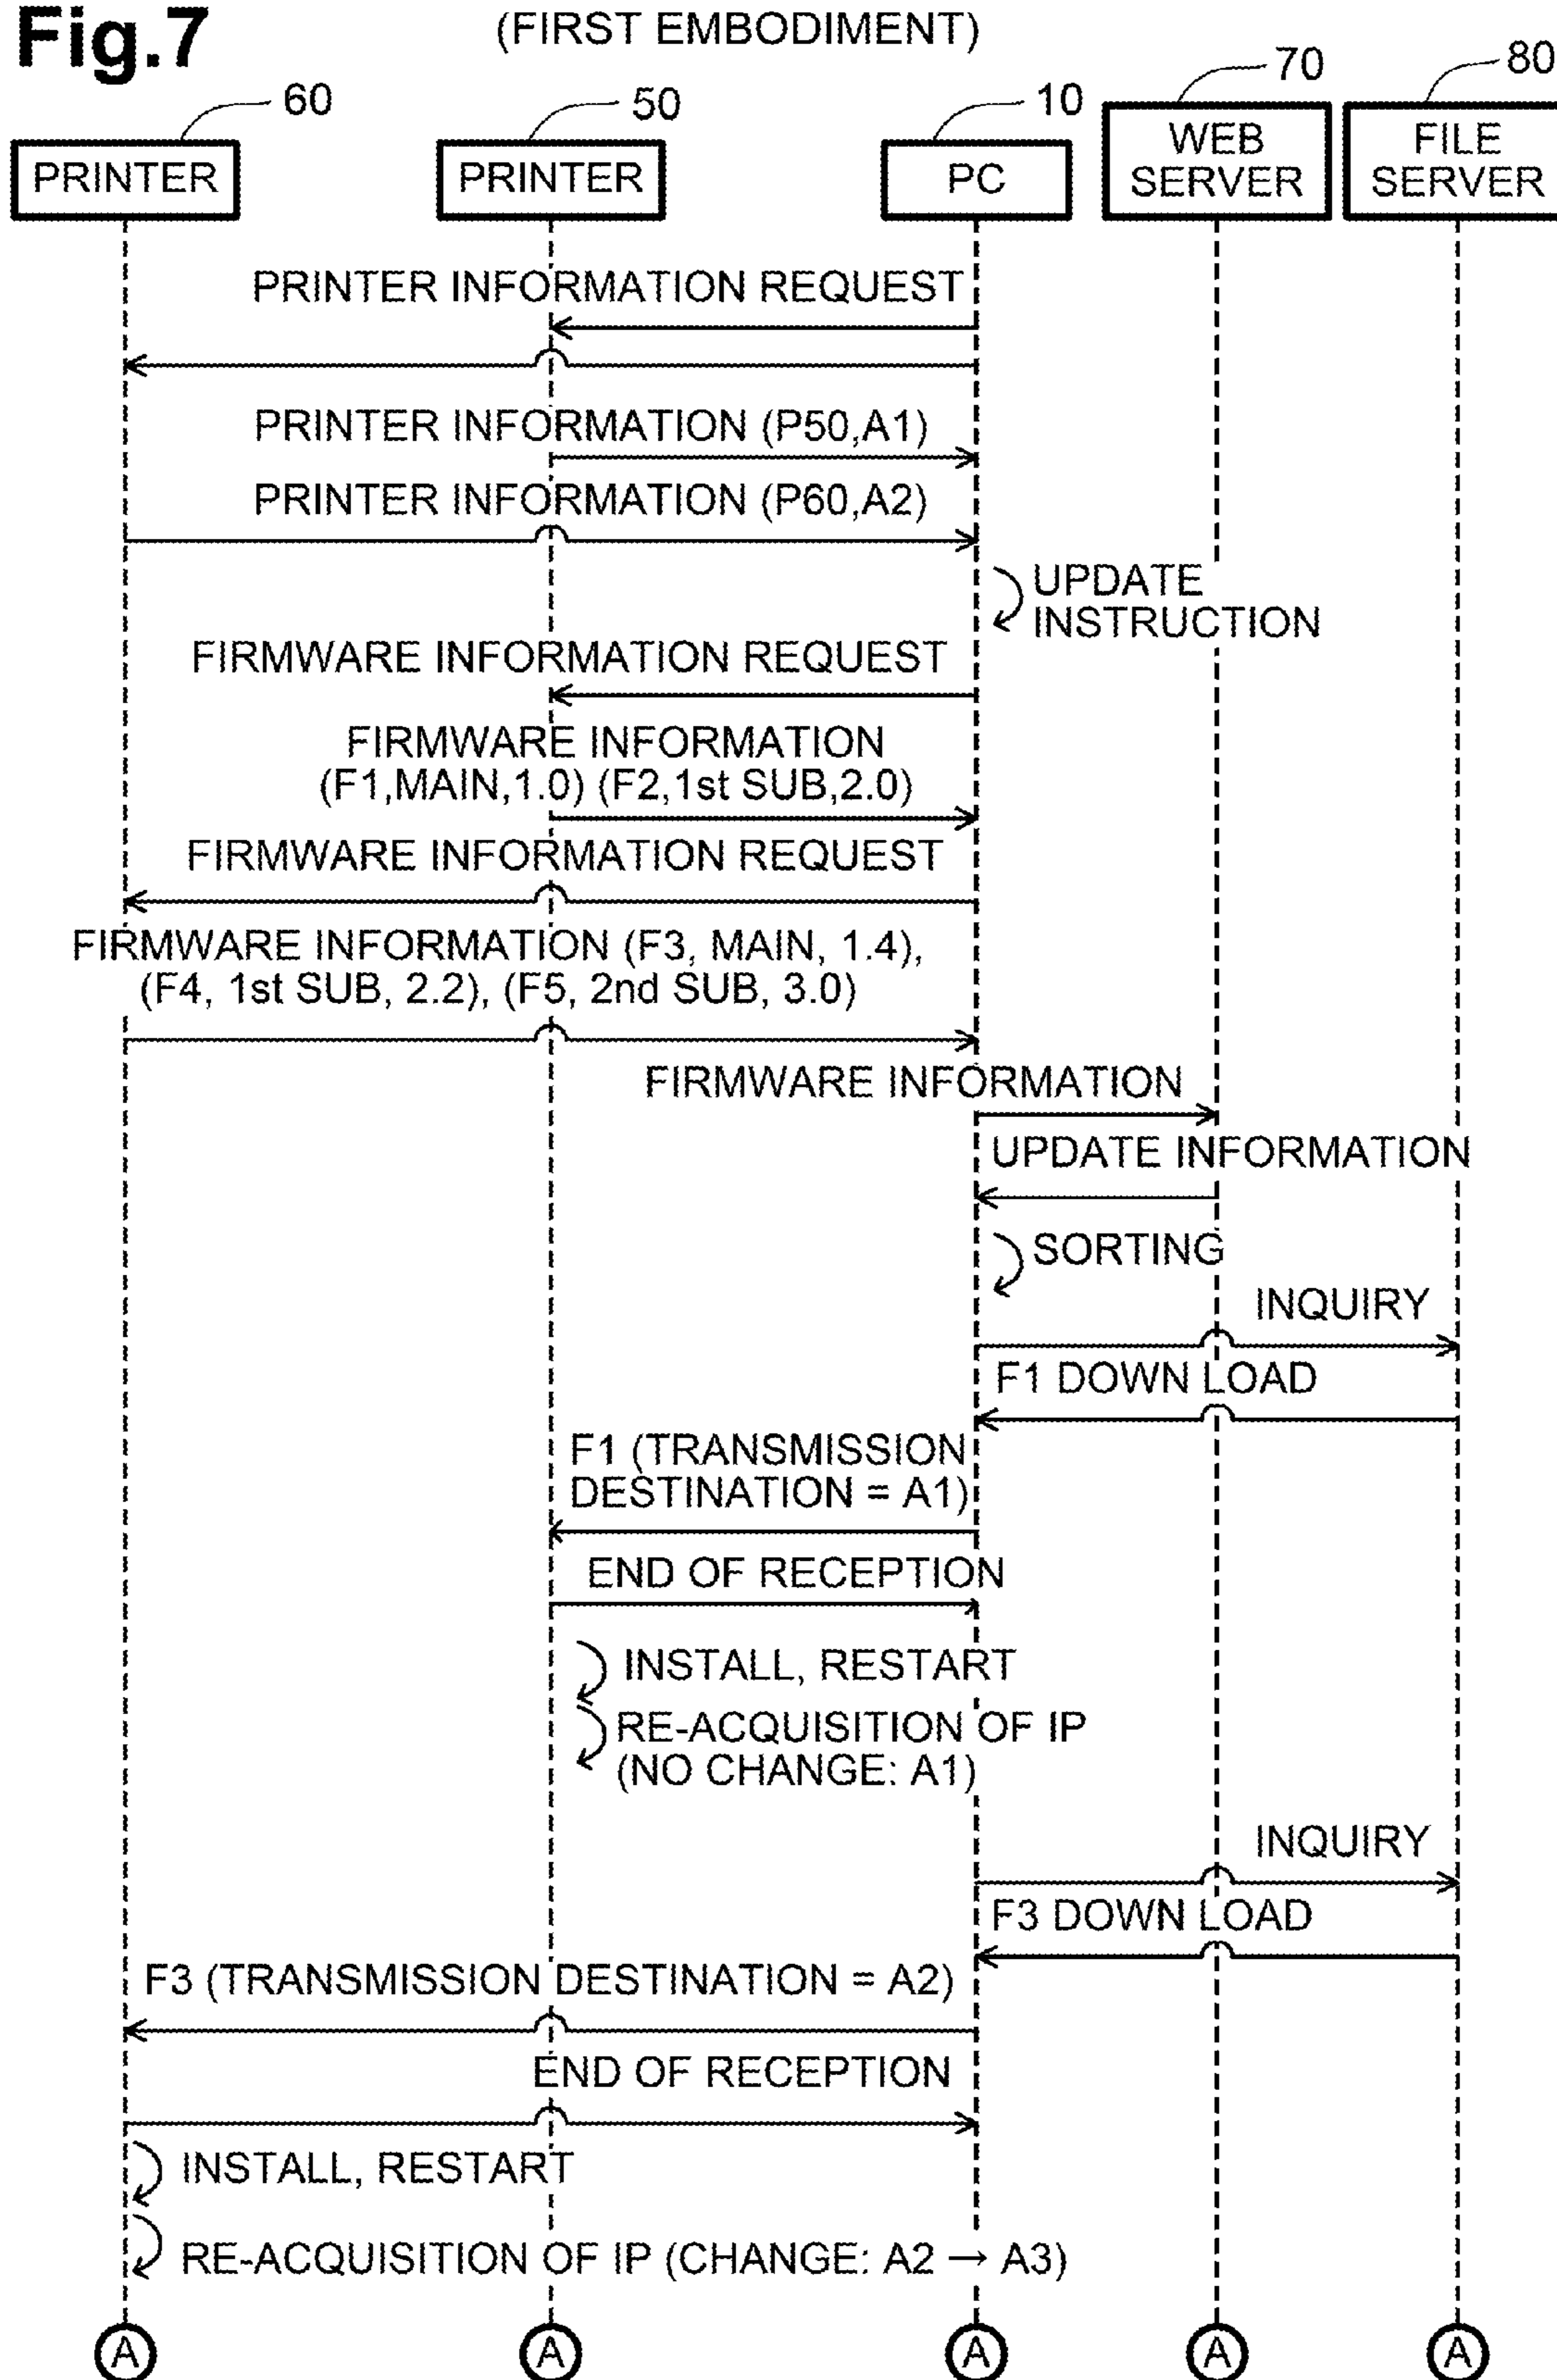 Fig.7
(FIRST EMBODIMENT)
60
50
10
70
80
PRINTER
PRINTER
PC
WEB
SERVER
FILE
SERVER
PRINTER INFORMATION REQUEST
PRINTER INFORMATION (P50,A1)
PRINTER INFORMATION (P60,A2)
UPDATE
INSTRUCTION
FIRMWARE INFORMATION REQUEST
FIRMWARE INFORMATION
(F1,MAIN,1.0) (F2,1st SUB,2.0)
FIRMWARE INFORMATION REQUEST
FIRMWARE INFORMATION (F3, MAIN, 1.4),
(F4, 1st SUB, 2.2), (F5, 2nd SUB, 3.0)
FIRMWARE INFORMATION
UPDATE INFORMATION
SORTING
INQUIRY
F1 DOWN LOAD
F1 (TRANSMISSION
DESTINATION = A1)
END OF RECEPTION
INSTALL, RESTART
RE-ACQUISITION OF IP
(NO CHANGE: A1)
INQUIRY
F3 DOWN LOAD
F3 (TRANSMISSION DESTINATION = A2)
END OF RECEPTION
INSTALL, RESTART
RE-ACQUISITION OF IP (CHANGE: A2 → A3)
A
A
A
A
A